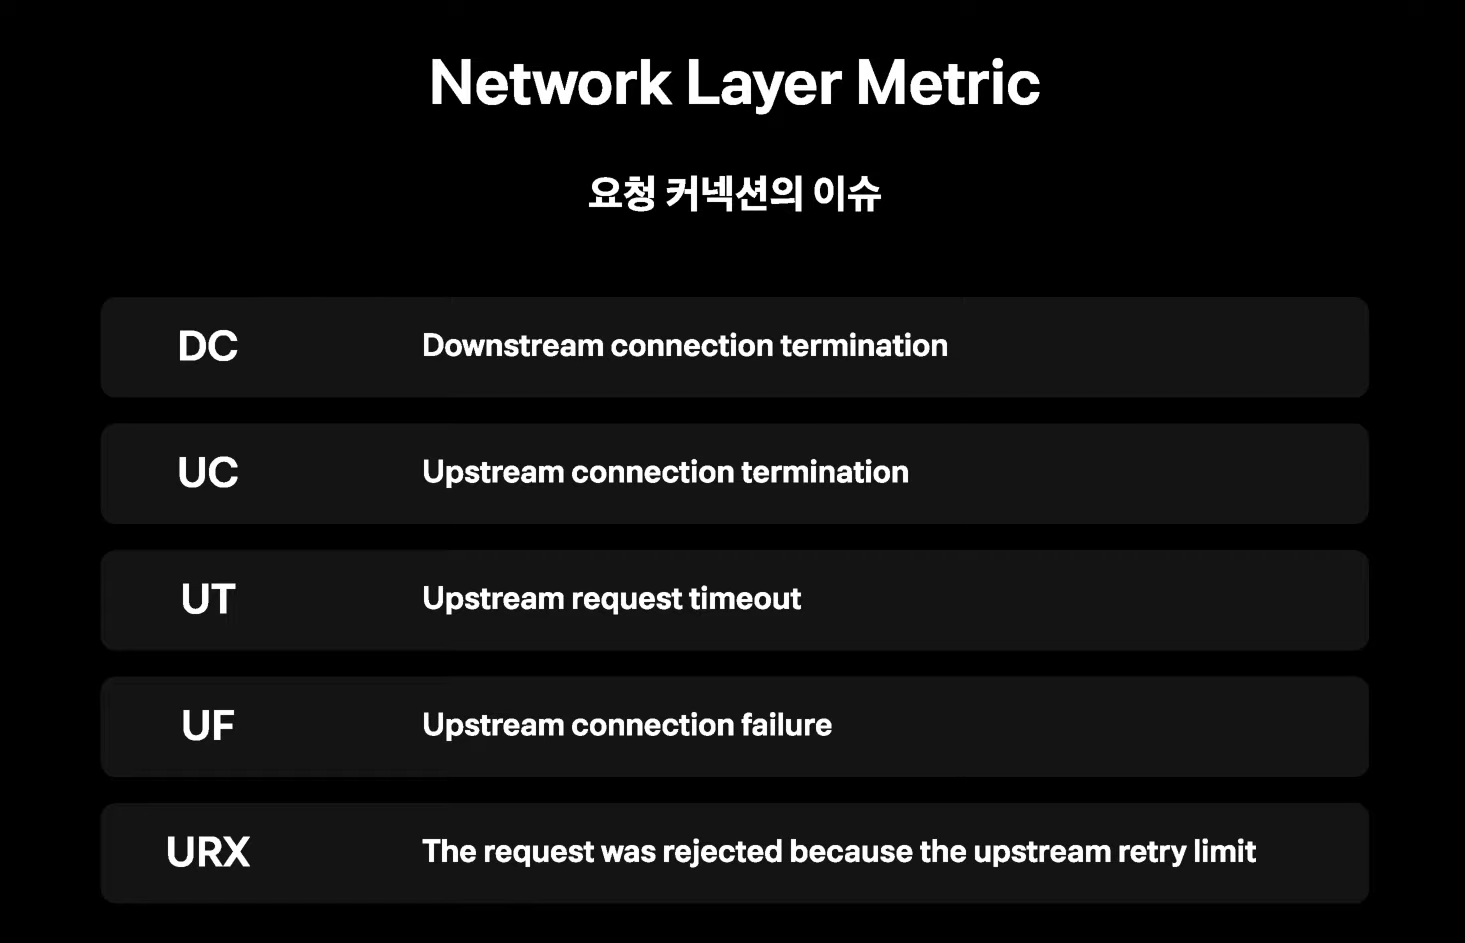 Network Layer Metric
요청 커넥션의 이슈
DC Downstream connection termination
UC Upstream connection termination
UT Upstream request timeout
UF Upstream connection failure
URX The request was rejected because the upstream retry limit